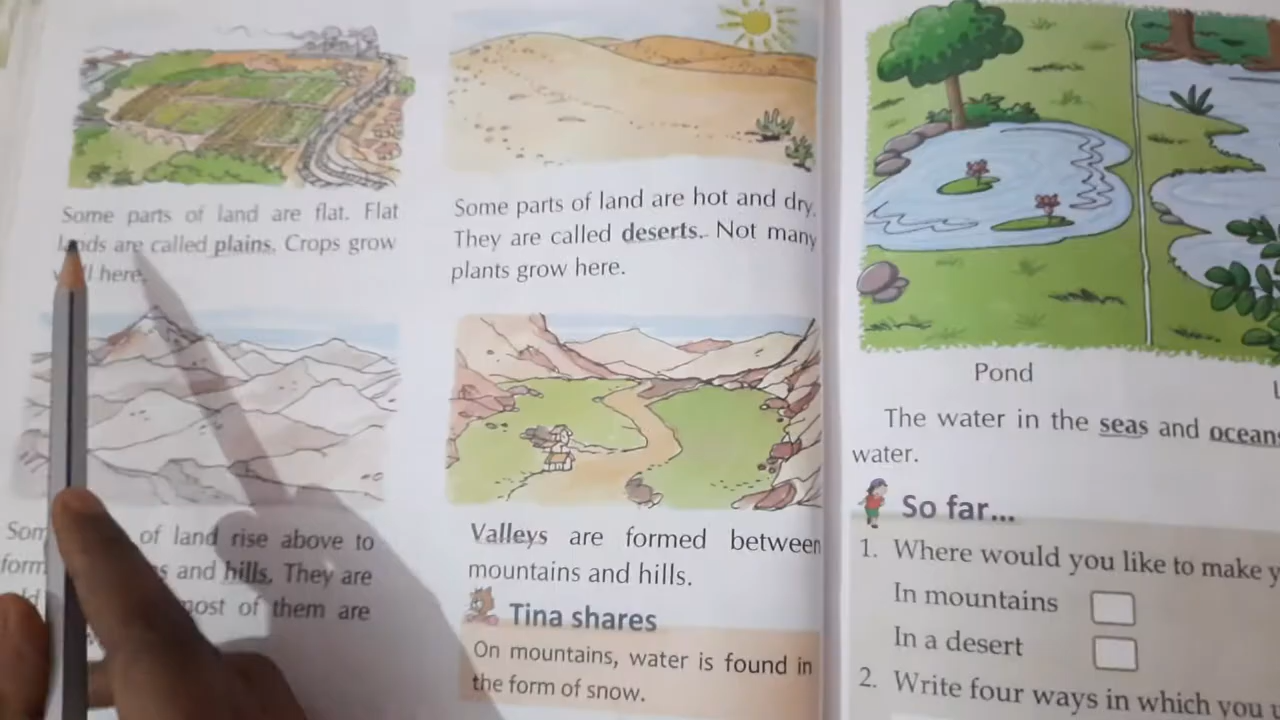 Some parts of land are flat. Flat
lands are called plains. Crops grow
here.
of land rise above to
and hills. They are
most of them are
Some parts of land are hot and dry.
They are called deserts. Not many
plants grow here.
Valleys are formed between
mountains and hills.
Tina shares
On mountains, water is found in
the form of snow.
Pond
The water in the seas and oceans
water.
So far...
1. Where would you like to make
In mountains
In a desert
2. Write four ways in which you